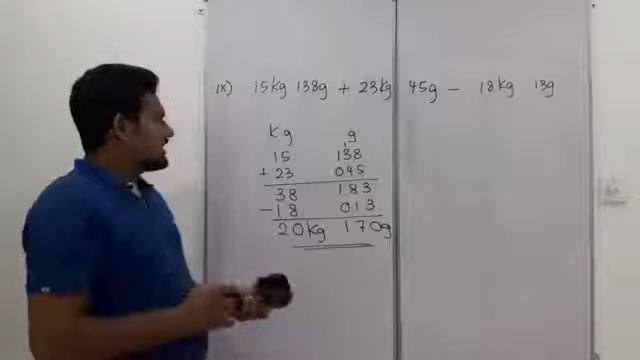 ix) 15kg 138g + 23kg 45g - 18kg 13g
kg g
15 138
+ 23 045
38 183
- 18 013
20kg 170g